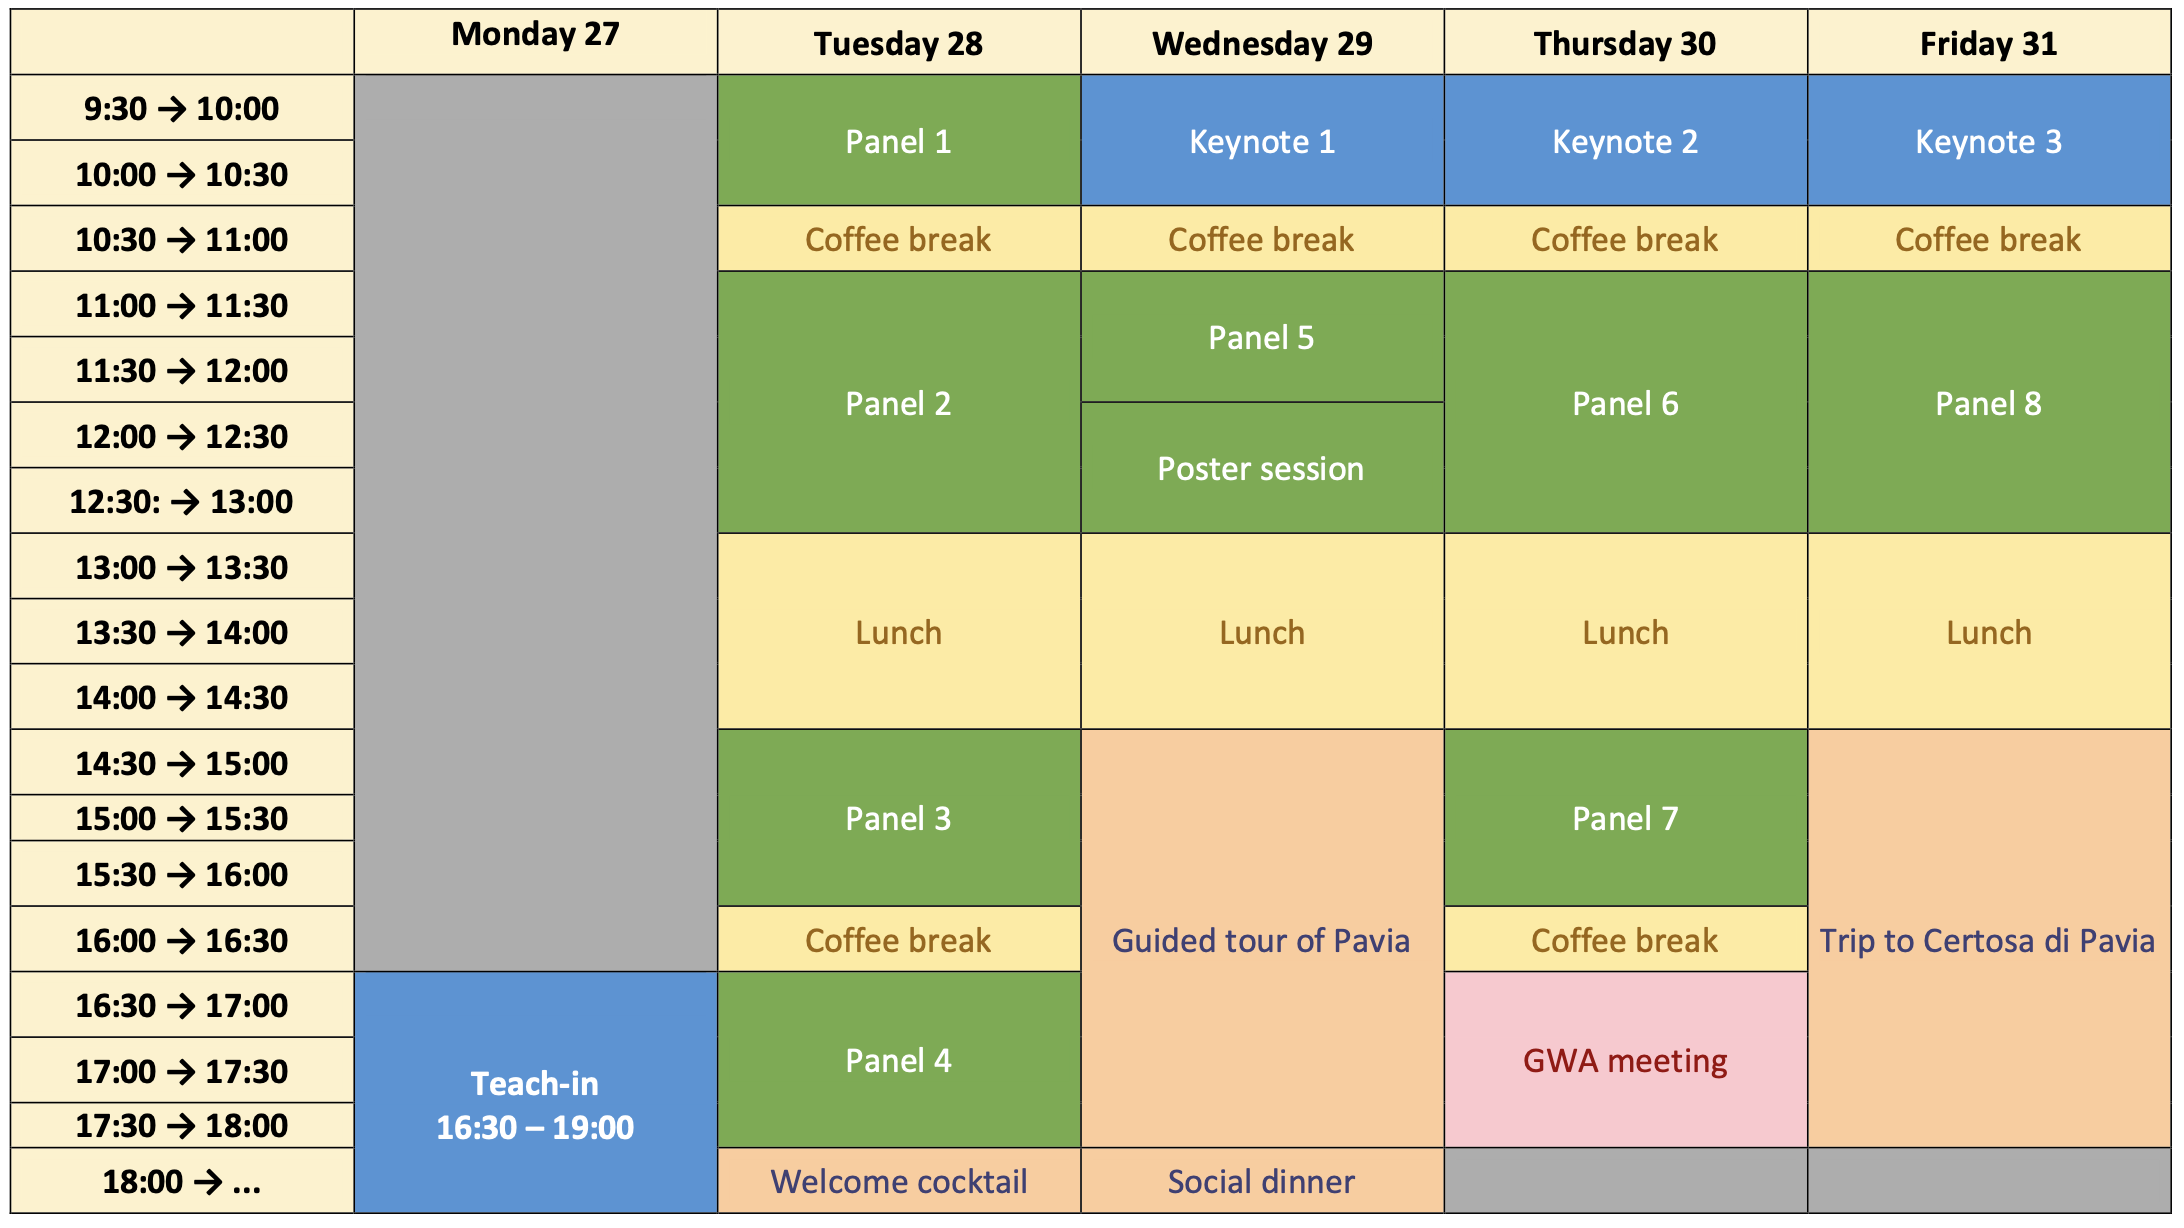 Monday 27
Tuesday 28
Wednesday 29
Thursday 30
Friday 31
9:30 → 10:00
Panel 1
Keynote 1
Keynote 2
Keynote 3
10:00 → 10:30
10:30 → 11:00
Coffee break
Coffee break
Coffee break
Coffee break
11:00 → 11:30
Panel 2
Panel 5
Panel 6
Panel 8
11:30 → 12:00
12:00 → 12:30
Poster session
12:30: → 13:00
13:00 → 13:30
Lunch
Lunch
Lunch
Lunch
13:30 → 14:00
14:00 → 14:30
14:30 → 15:00
Panel 3
Guided tour of Pavia
Panel 7
Trip to Certosa di Pavia
15:00 → 15:30
15:30 → 16:00
16:00 → 16:30
Coffee break
Coffee break
16:30 → 17:00
Teach-in
16:30 – 19:00
Panel 4
GWA meeting
17:00 → 17:30
17:30 → 18:00
18:00 → ...
Welcome cocktail
Social dinner